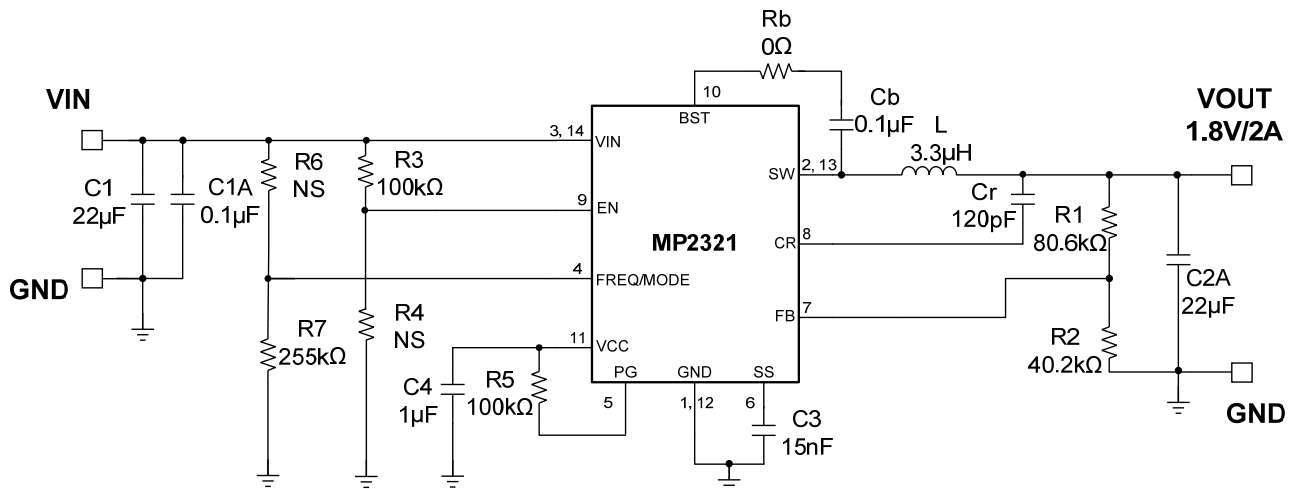 Rb
0Ω
10
BST
VIN
3, 14
VIN
Cb
0.1µF
L
3.3µH
VOUT
1.8V/2A
R6
NS
R3
100kΩ
C1
22µF
C1A
0.1µF
SW
2, 13
Cr
120pF
R1
80.6kΩ
9
EN
MP2321
CR
8
GND
4
FREQ/MODE
C2A
22µF
FB
7
R7
255kΩ
R4
NS
R2
40.2kΩ
11
VCC
C4
1µF
R5
100kΩ
PG
GND
SS
5
1, 12
6
C3
15nF
GND